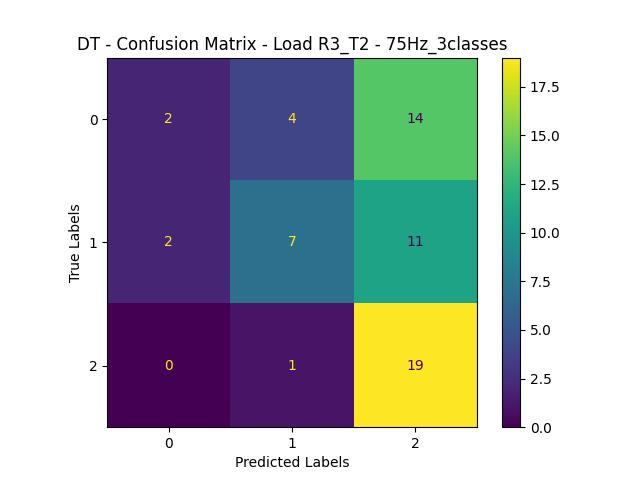 DT - Confusion Matrix - Load R3_T2 - 75Hz_3classes
True Labels
0 2 4 14
1 2 7 11
2 0 1 19
0 1 2
Predicted Labels
17.5
15.0
12.5
10.0
7.5
5.0
2.5
0.0